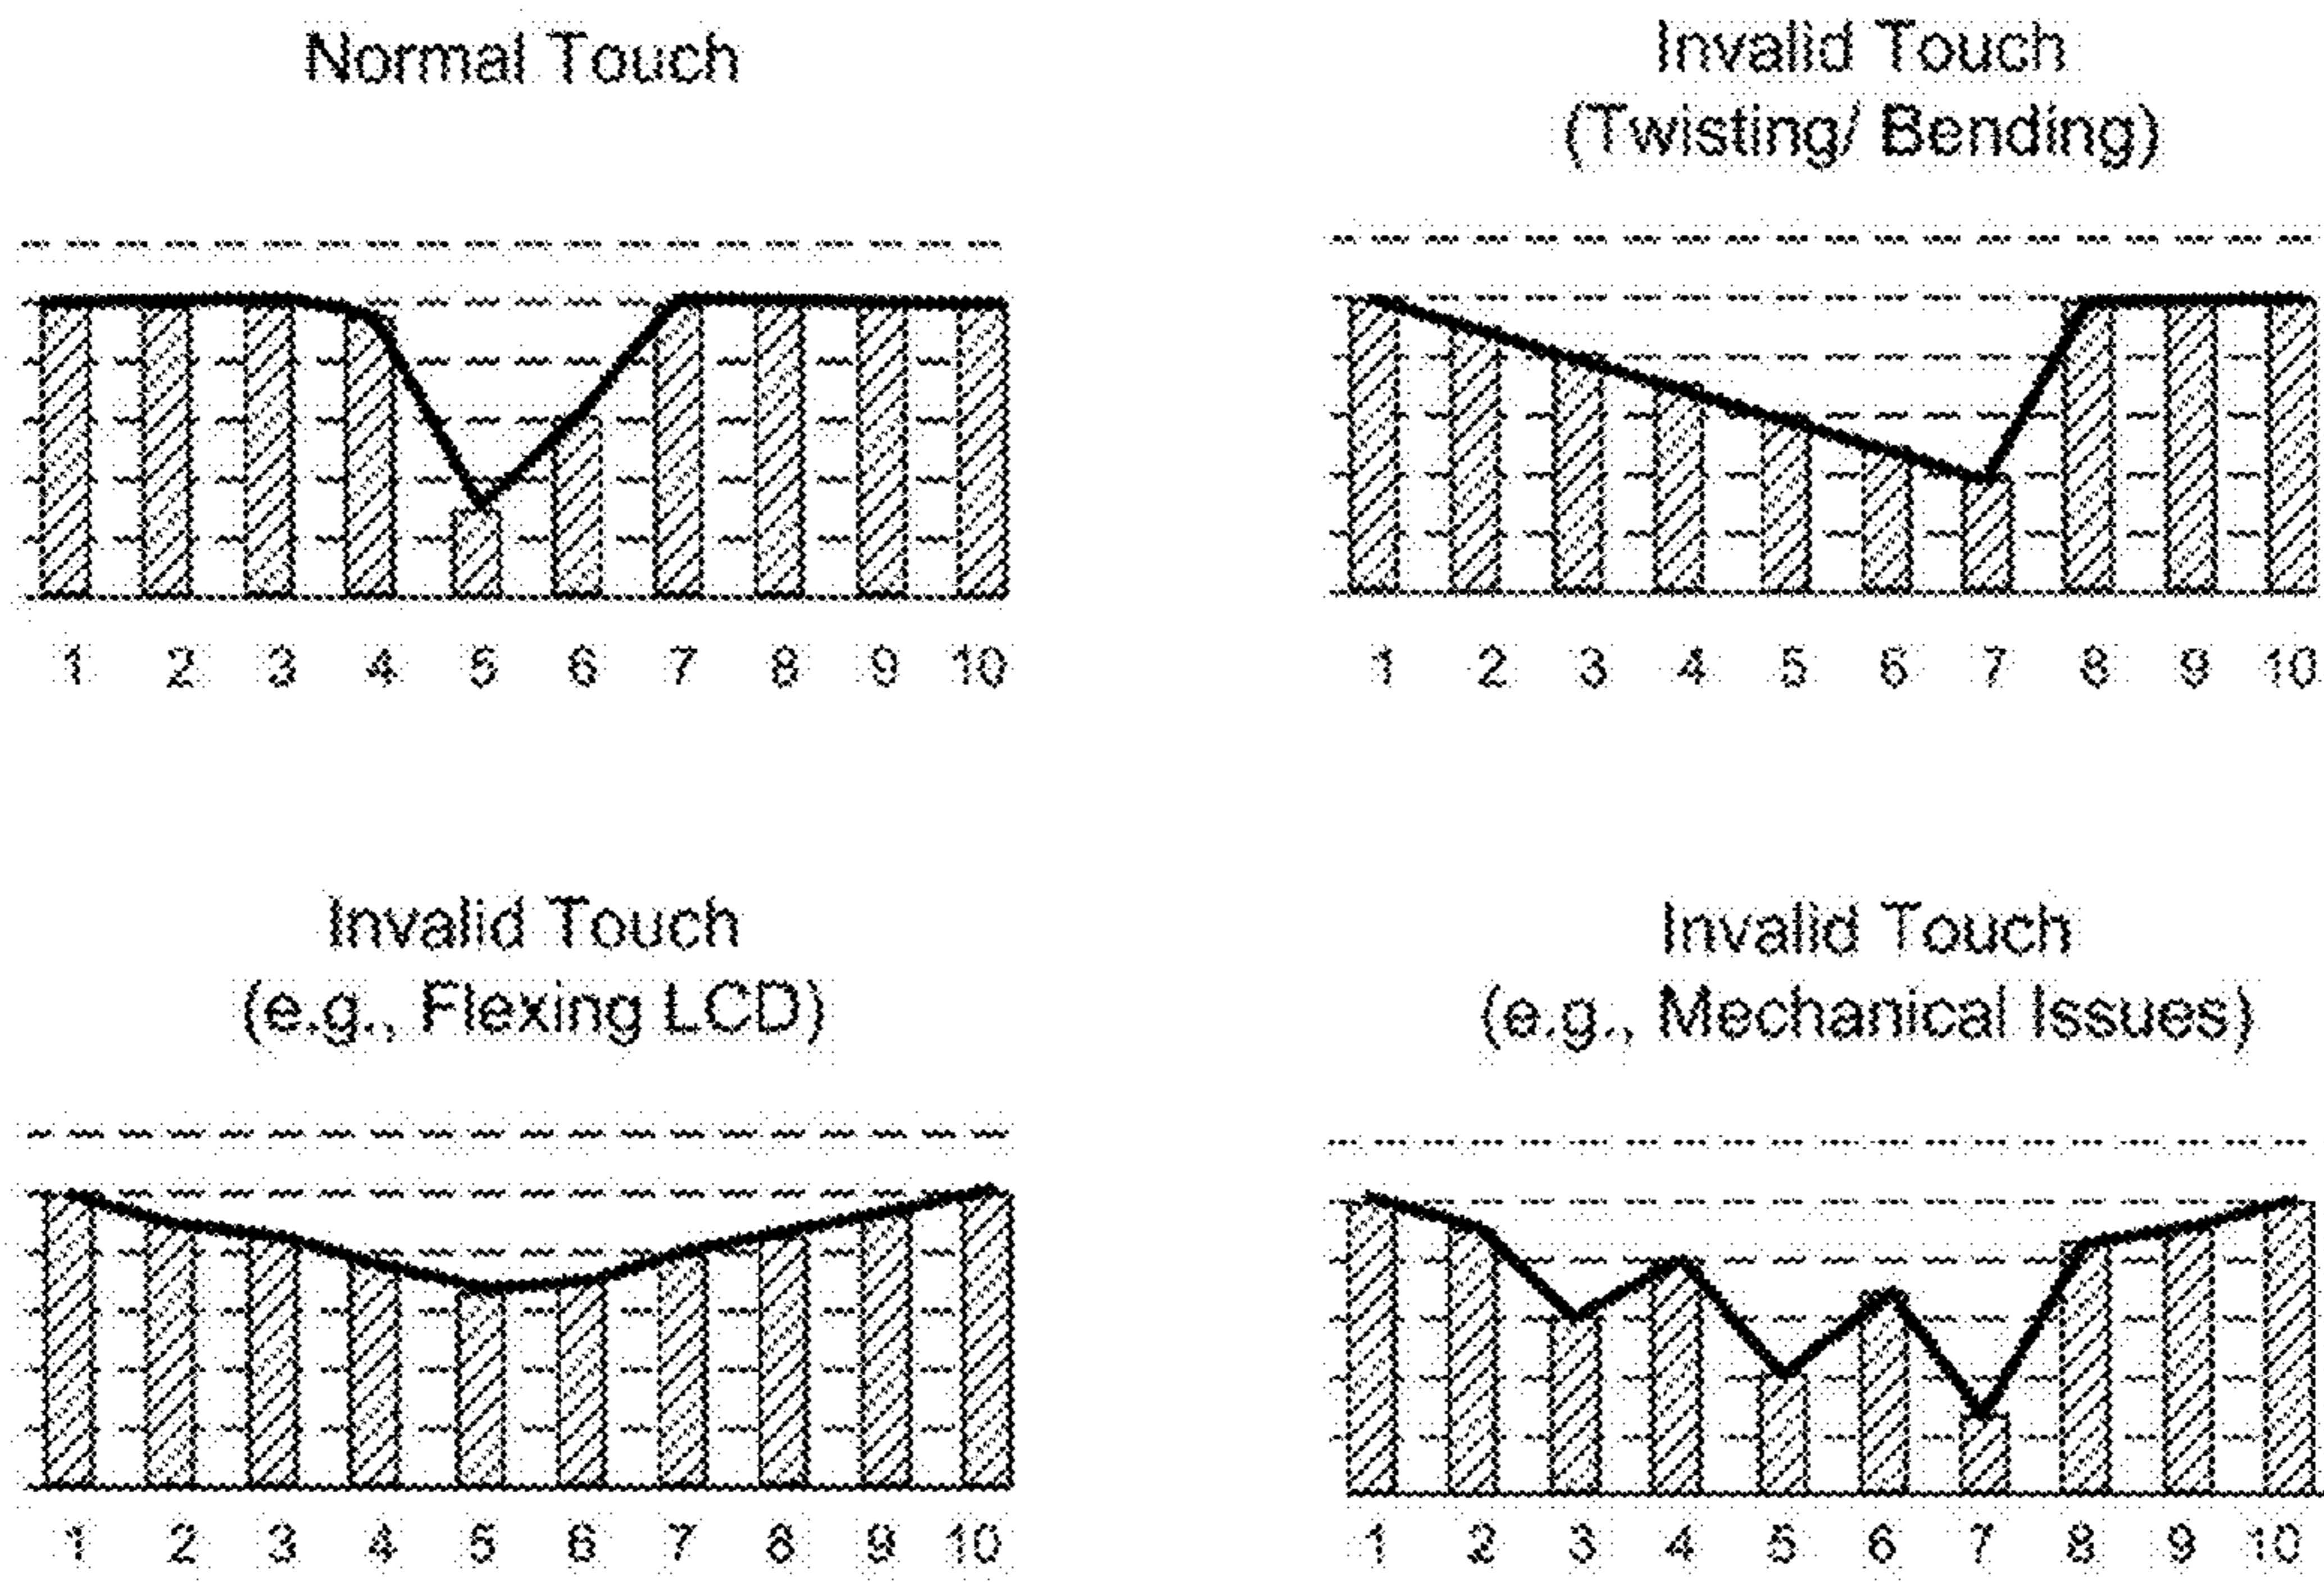 Normal Touch
Invalid Touch
(Twisting/ Bending)
1 2 3 4 5 6 7 8 9 10
1 2 3 4 5 6 7 8 9 10
Invalid Touch
(e.g., Flexing LCD)
Invalid Touch
(e.g., Mechanical Issues)
1 2 3 4 5 6 7 8 9 10
1 2 3 4 5 6 7 8 9 10